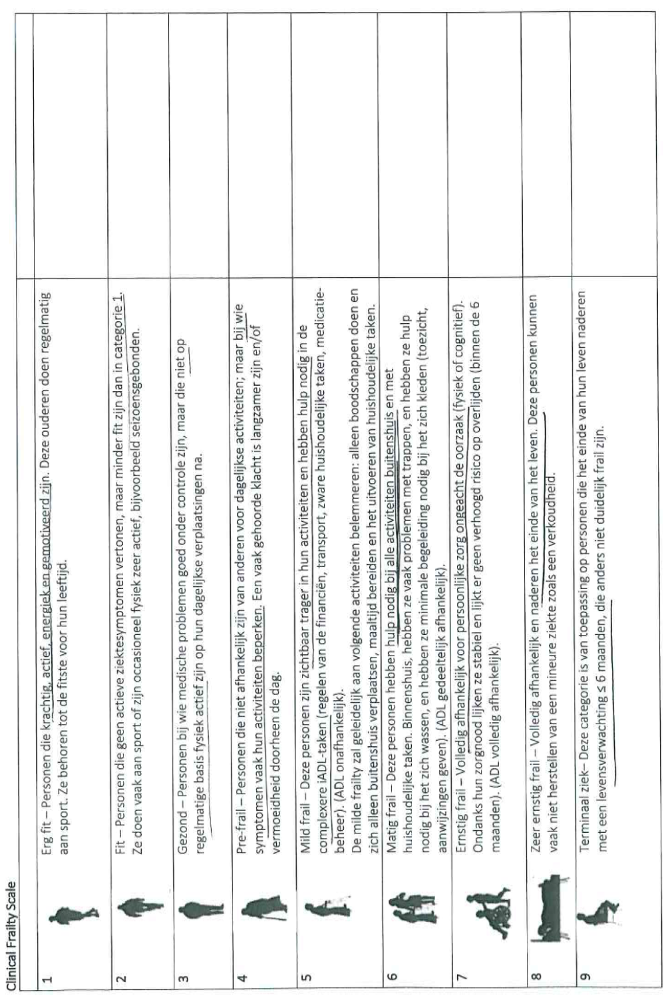 Clinical Frailty Scale
1
Erg fit – Personen die krachtig, actief, energiek en gemotiveerd zijn. Deze ouderen doen regelmatig
aan sport. Ze behoren tot de fitste voor hun leeftijd.
2
Fit – Personen die geen actieve ziektesymptomen vertonen, maar minder fit zijn dan in categorie 1.
Ze doen vaak aan sport of zijn occasioneel fysiek zeer actief, bijvoorbeeld seizoensgebonden.
3
Gezond – Personen bij wie medische problemen goed onder controle zijn, maar die niet op
regelmatige basis fysiek actief zijn op hun dagelijkse verplaatsingen na.
4
Pre-frail – Personen die niet afhankelijk zijn van anderen voor dagelijkse activiteiten; maar bij wie
symptomen vaak hun activiteiten beperken. Een vaak gehoorde klacht is langzamer zijn en/of
vermoeidheid doorheen de dag.
5
Mild frail – Deze personen zijn zichtbaar trager in hun activiteiten en hebben hulp nodig in de
complexere iADL-taken (regelen van de financiën, transport, zware huishoudelijke taken, medicatie-
beheer). (ADL onafhankelijk).
De milde frailty zal geleidelijk aan volgende activiteiten belemmeren: alleen boodschappen doen en
zich alleen buitenshuis verplaatsen, maaltijd bereiden en het uitvoeren van huishoudelijke taken.
6
Matig frail – Deze personen hebben hulp nodig bij alle activiteiten buitenshuis en met
huishoudelijke taken. Binnenshuis, hebben ze vaak problemen met trappen, en hebben ze hulp
nodig bij het zich wassen, en hebben ze minimale begeleiding nodig bij het zich kleden (toezicht,
aanwijzingen geven). (ADL gedeeltelijk afhankelijk).
7
Ernstig frail – Volledig afhankelijk voor persoonlijke zorg ongeacht de oorzaak (fysiek of cognitief).
Ondanks hun zorgnood lijken ze stabiel en lijkt er geen verhoogd risico op overlijden (binnen de 6
maanden). (ADL volledig afhankelijk).
8
Zeer ernstig frail – Volledig afhankelijk en naderen het einde van het leven. Deze personen kunnen
vaak niet herstellen van een mineure ziekte zoals een verkoudheid.
9
Terminaal ziek– Deze categorie is van toepassing op personen die het einde van hun leven naderen
met een levensverwachting ≤ 6 maanden, die anders niet duidelijk frail zijn.